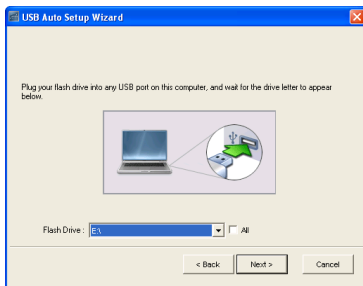 USB Auto Setup Wizard
Plug your flash drive into any USB port on this computer, and wait for the drive letter to appear
below.
Flash Drive : E:\ All
< Back Next > Cancel